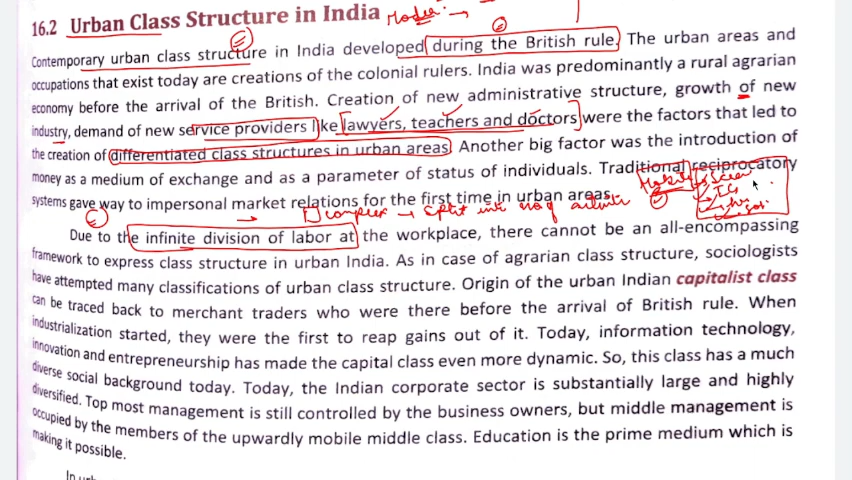 16.2 Urban Class Structure in India
Contemporary urban class structure in India developed during the British rule. The urban areas and
occupations that exist today are creations of the colonial rulers. India was predominantly a rural agrarian
economy before the arrival of the British. Creation of new administrative structure, growth of new
industry, demand of new service providers like lawyers, teachers and doctors were the factors that led to
the creation of differentiated class structures in urban areas. Another big factor was the introduction of
money as a medium of exchange and as a parameter of status of individuals. Traditional reciprocatory
systems gave way to impersonal market relations for the first time in urban areas.
complex → split into
Due to the infinite division of labor at the workplace, there cannot be an all-encompassing
framework to express class structure in urban India. As in case of agrarian class structure, sociologists
have attempted many classifications of urban class structure. Origin of the urban Indian capitalist class
can be traced back to merchant traders who were there before the arrival of British rule. When
industrialization started, they were the first to reap gains out of it. Today, information technology,
innovation and entrepreneurship has made the capital class even more dynamic. So, this class has a much
diverse social background today. Today, the Indian corporate sector is substantially large and highly
diversified. Top most management is still controlled by the business owners, but middle management is
occupied by the members of the upwardly mobile middle class. Education is the prime medium which is
making it possible.